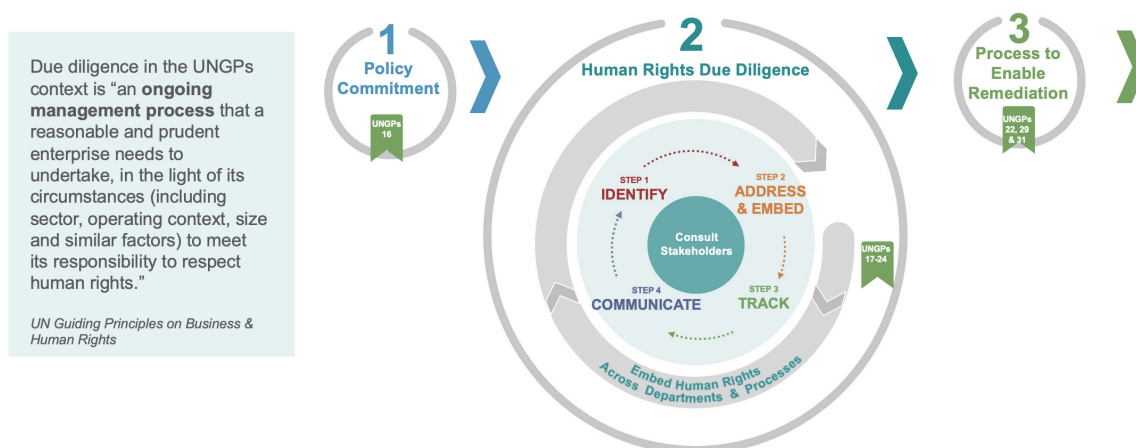 Due diligence in the UNGPs
context is “an ongoing
management process that a
reasonable and prudent
enterprise needs to
undertake, in the light of its
circumstances (including
sector, operating context, size
and similar factors) to meet
its responsibility to respect
human rights.”
UN Guiding Principles on Business &
Human Rights
1
Policy
Commitment
UNGPs
16
2
Human Rights Due Diligence
STEP 1
IDENTIFY
STEP 2
ADDRESS
& EMBED
Consult
Stakeholders
STEP 4
COMMUNICATE
STEP 3
TRACK
UNGPs
17-24
Embed Human Rights
Across Departments & Processes
3
Process to
Enable
Remediation
UNGPs
22, 29
& 31